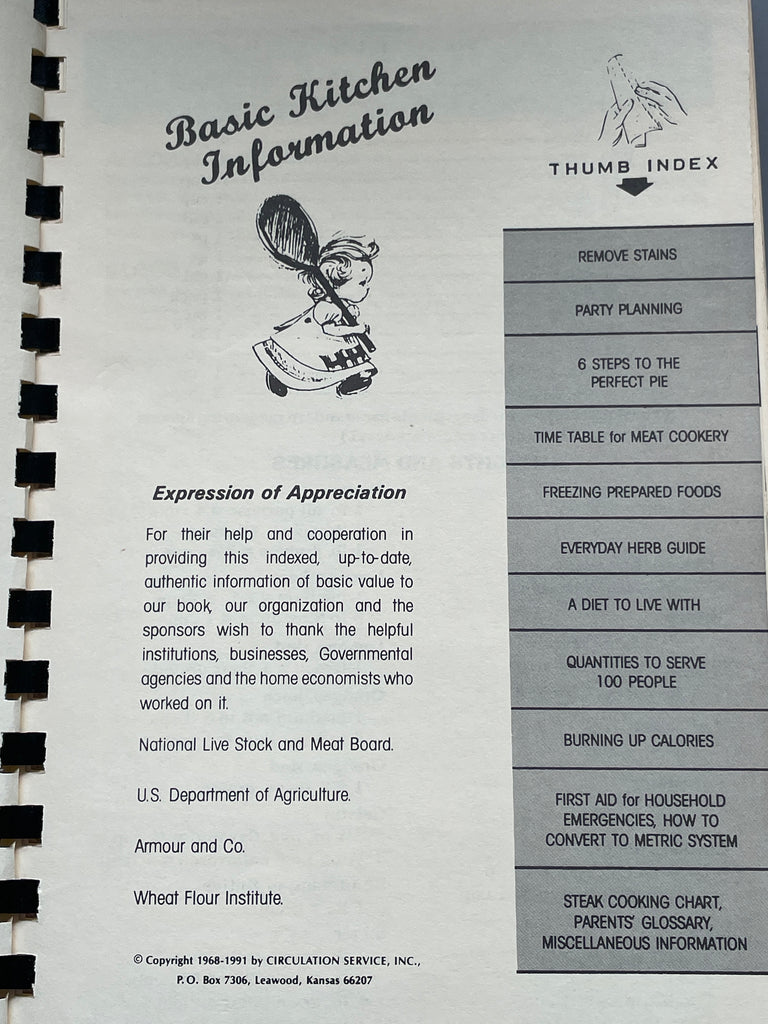 Basic Kitchen
Information
THUMB INDEX
REMOVE STAINS
PARTY PLANNING
6 STEPS TO THE
PERFECT PIE
TIME TABLE for MEAT COOKERY
FREEZING PREPARED FOODS
EVERYDAY HERB GUIDE
A DIET TO LIVE WITH
QUANTITIES TO SERVE
100 PEOPLE
BURNING UP CALORIES
FIRST AID for HOUSEHOLD
EMERGENCIES, HOW TO
CONVERT TO METRIC SYSTEM
STEAK COOKING CHART,
PARENTS' GLOSSARY,
MISCELLANEOUS INFORMATION
Expression of Appreciation
For their help and cooperation in
providing this indexed, up-to-date,
authentic information of basic value to
our book, our organization and the
sponsors wish to thank the helpful
institutions, businesses, Governmental
agencies and the home economists who
worked on it.
National Live Stock and Meat Board.
U.S. Department of Agriculture.
Armour and Co.
Wheat Flour Institute.
© Copyright 1968-1991 by CIRCULATION SERVICE, INC.,
P.O. Box 7306, Leawood, Kansas 66207